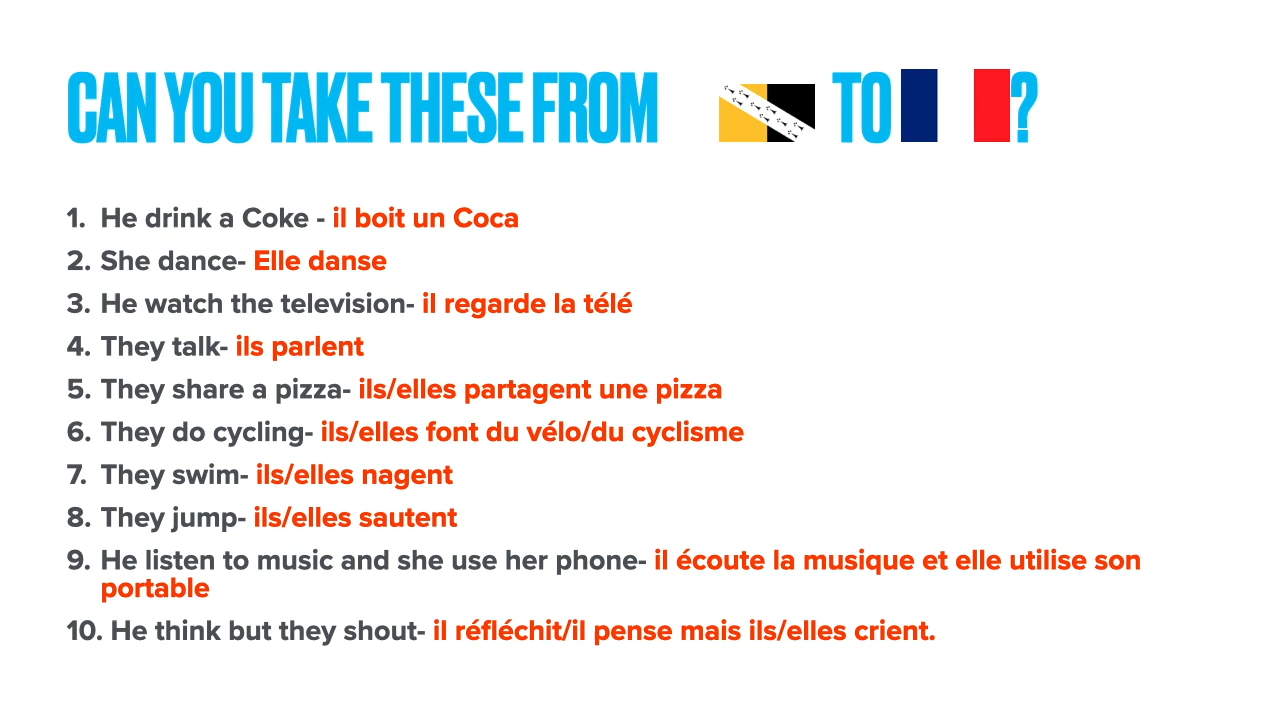 CAN YOU TAKE THESE FROM TO ?
1. He drink a Coke - il boit un Coca
2. She dance- Elle danse
3. He watch the television- il regarde la télé
4. They talk- ils parlent
5. They share a pizza- ils/elles partagent une pizza
6. They do cycling- ils/elles font du vélo/du cyclisme
7. They swim- ils/elles nagent
8. They jump- ils/elles sautent
9. He listen to music and she use her phone- il écoute la musique et elle utilise son
portable
10. He think but they shout- il réfléchit/il pense mais ils/elles crient.